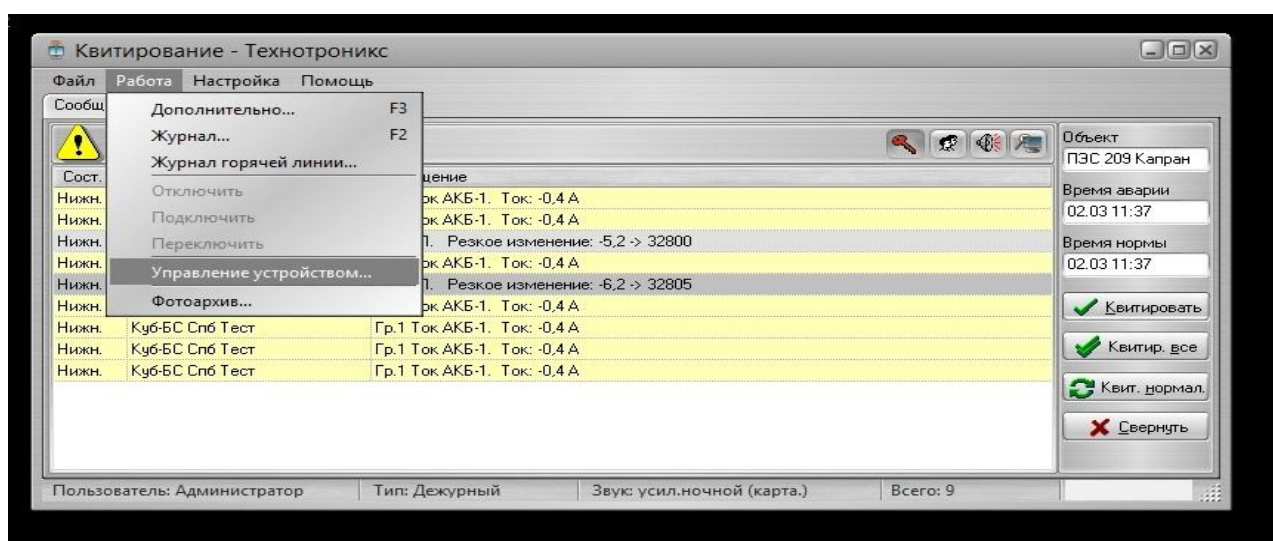 Квитирование - Технотроникс
Файл Работа Настройка Помощь
Сообщ
Дополнительно... F3
Журнал... F2
Журнал горячей линии...
Отключить
Подключить
Переключить
Управление устройством...
Фотоархив...
Сост. щение
Нижн. ок АКБ-1. Ток: -0,4 А
Нижн. ок АКБ-1. Ток: -0,4 А
Нижн. Резкое изменение: -5,2 -> 32800
Нижн. ок АКБ-1. Ток: -0,4 А
Нижн. Резкое изменение: -6,2 -> 32805
Нижн. ок АКБ-1. Ток: -0,4 А
Нижн. Куб-БС Спб Тест Гр.1 Ток АКБ-1. Ток: -0,4 А
Нижн. Куб-БС Спб Тест Гр.1 Ток АКБ-1. Ток: -0,4 А
Нижн. Куб-БС Спб Тест Гр.1 Ток АКБ-1. Ток: -0,4 А
Объект
ПЭС 209 Капран
Время аварии
02.03 11:37
Время нормы
02.03 11:37
Квитировать
Квитир. все
Квит. нормал.
Свернуть
Пользователь: Администратор Тип: Дежурный Звук: усил.ночной (карта.) Всего: 9